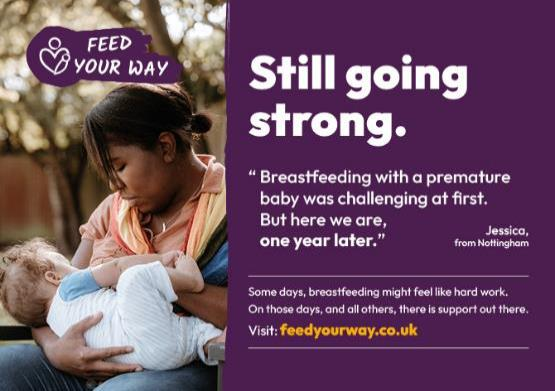 FEED
YOUR WAY
Still going
strong.
“ Breastfeeding with a premature
baby was challenging at first.
But here we are,
one year later.”
Jessica,
from Nottingham
Some days, breastfeeding might feel like hard work.
On those days, and all others, there is support out there.
Visit: feedyourway.co.uk